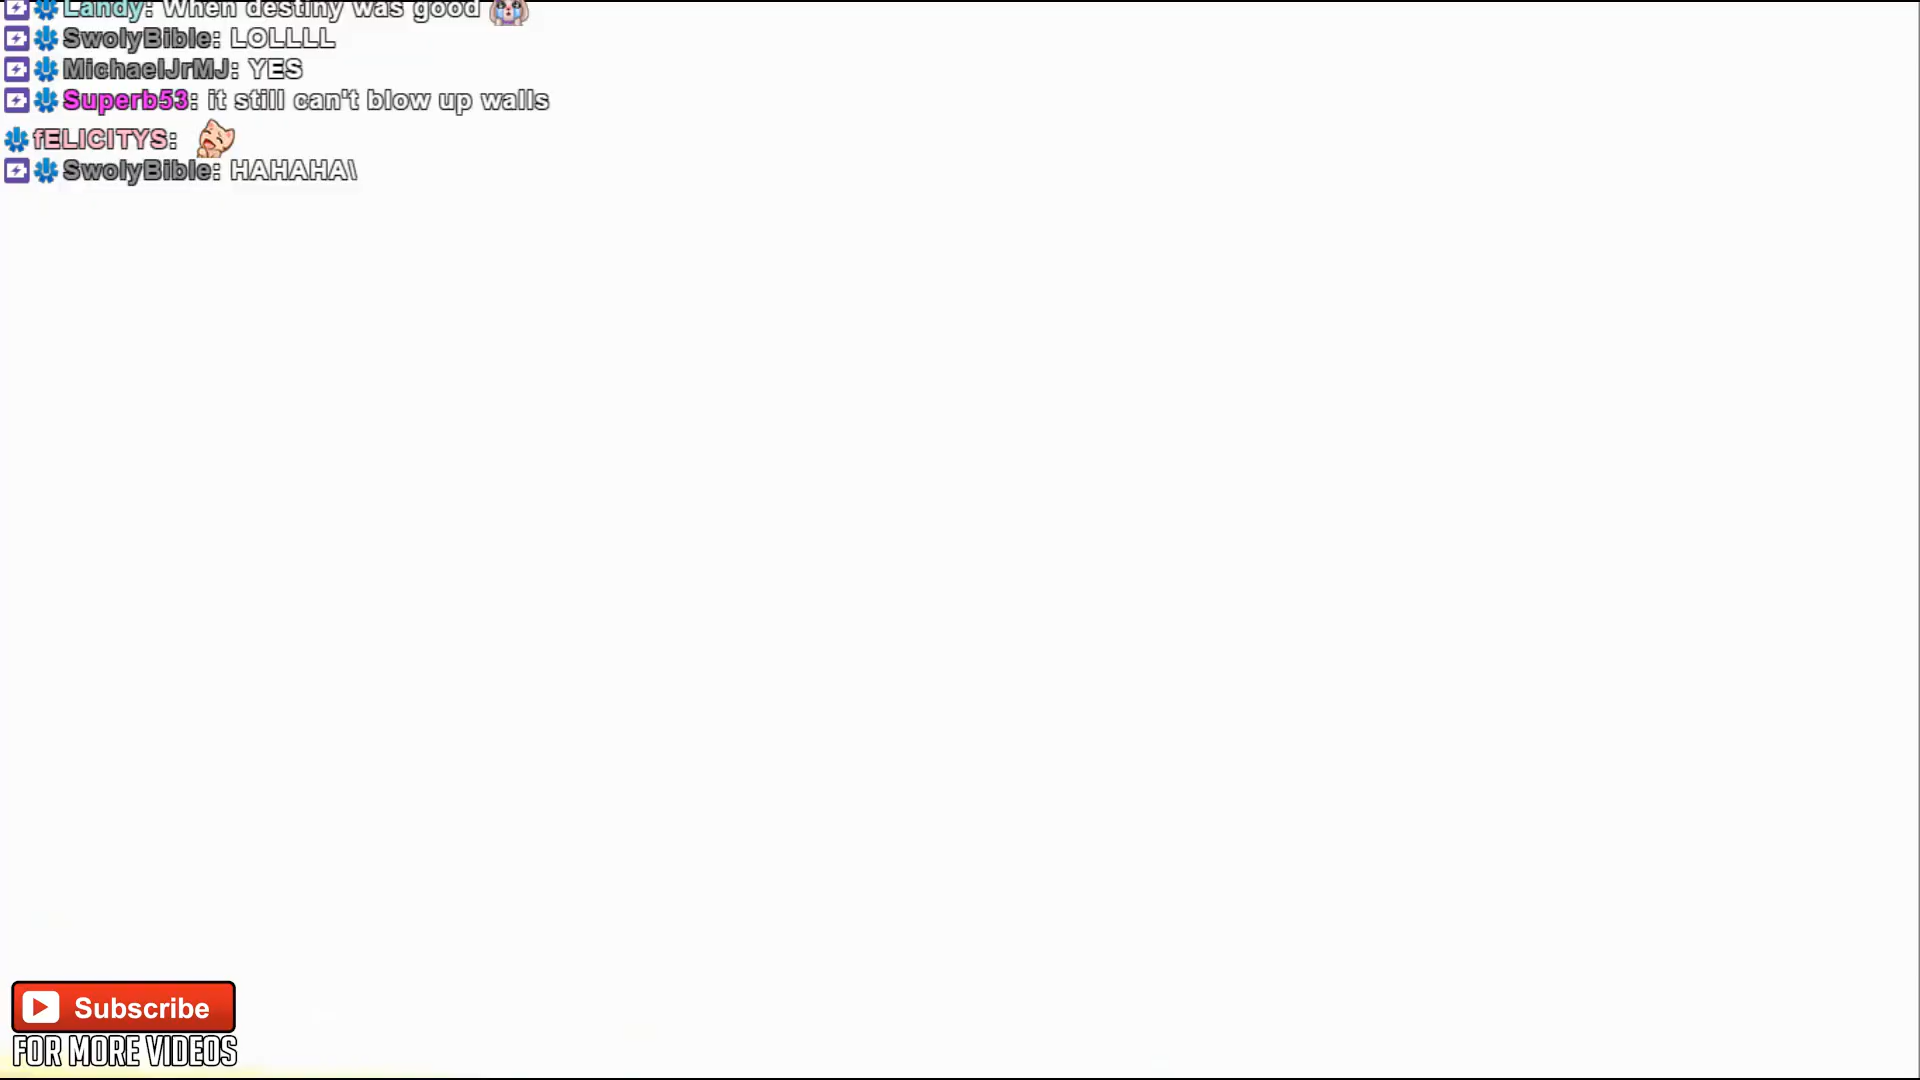 Landy: When destiny was good
SwolyBible: LOLLLL
MichaelJrMJ: YES
Superb53: it still can't blow up walls
fELICITYS:
SwolyBible: HAHAHA\
Subscribe
FOR MORE VIDEOS